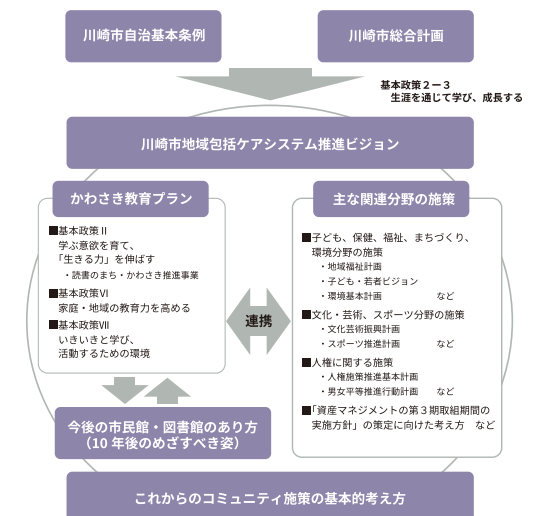 川崎市自治基本条例
川崎市総合計画
基本政策２ー３
生涯を通じて学び、成長する
川崎市地域包括ケアシステム推進ビジョン
かわさき教育プラン
■基本政策Ⅱ
学ぶ意欲を育て、
「生きる力」を伸ばす
・読書のまち・かわさき推進事業
■基本政策Ⅵ
家庭・地域の教育力を高める
■基本政策Ⅶ
いきいきと学び、
活動するための環境
連携
主な関連分野の施策
■子ども、保健、福祉、まちづくり、
環境分野の施策
・地域福祉計画
・子ども・若者ビジョン
・環境基本計画 など
■文化・芸術、スポーツ分野の施策
・文化芸術振興計画
・スポーツ推進計画 など
■人権に関する施策
・人権施策推進基本計画
・男女平等推進行動計画 など
■「資産マネジメントの第３期取組期間の
実施方針」の策定に向けた考え方 など
今後の市民館・図書館のあり方
（10 年後のめざすべき姿）
これからのコミュニティ施策の基本的考え方